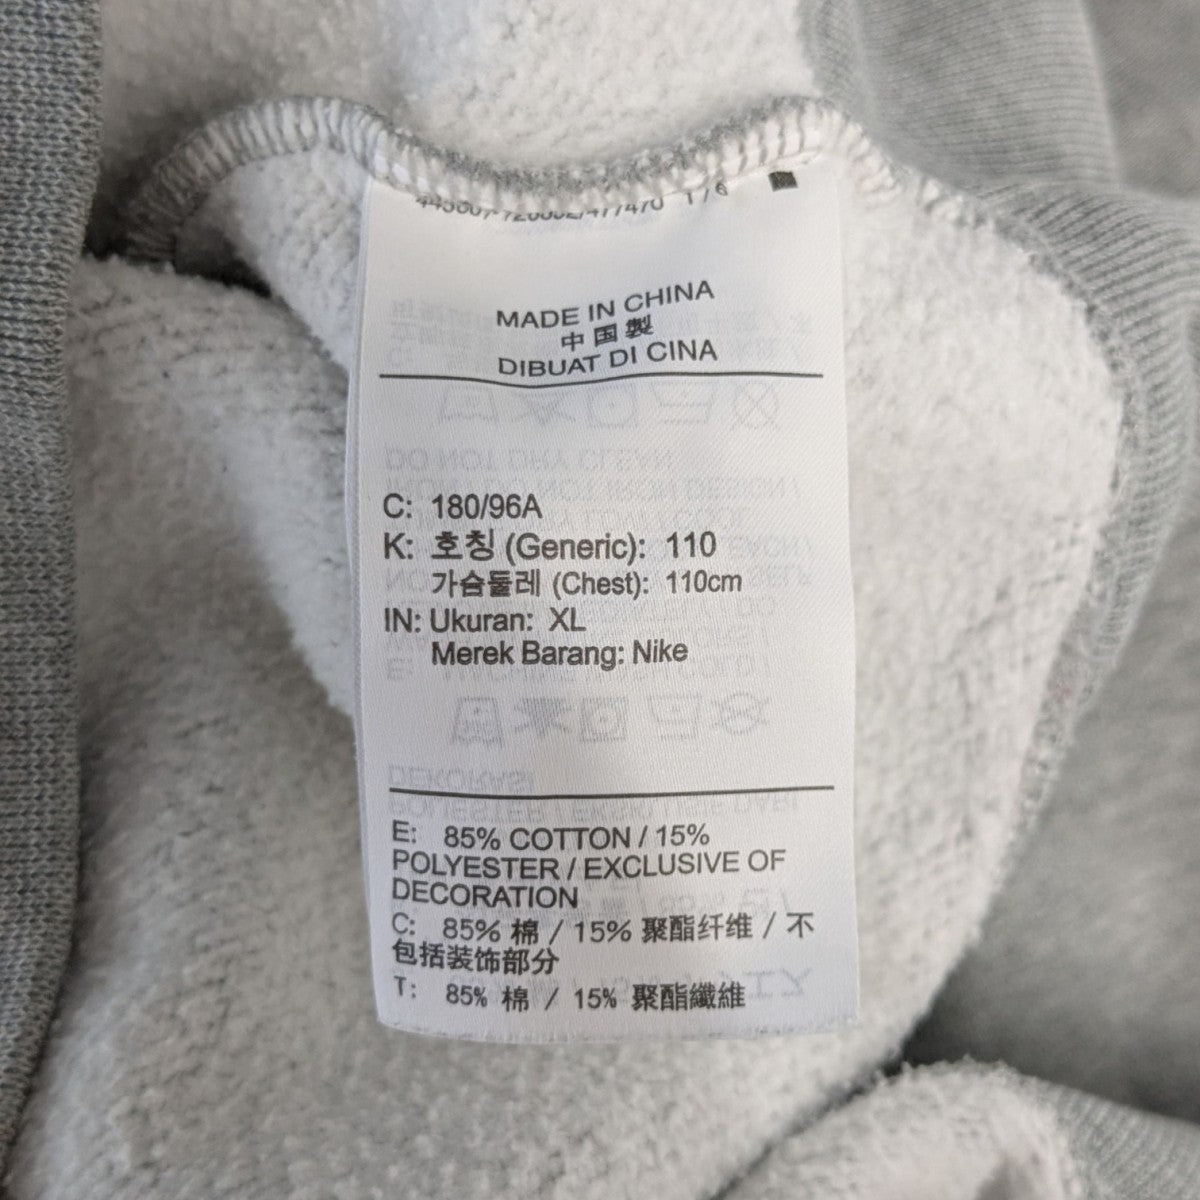 1/6
MADE IN CHINA
中国製
DIBUAT DI CINA
C: 180/96A
K: 호칭 (Generic): 110
가슴둘레 (Chest): 110cm
IN: Ukuran: XL
Merek Barang: Nike
E: 85% COTTON / 15%
POLYESTER / EXCLUSIVE OF
DECORATION
C: 85% 棉 / 15% 聚酯纤维 / 不
包括装饰部分
T: 85% 棉 / 15% 聚酯纖維